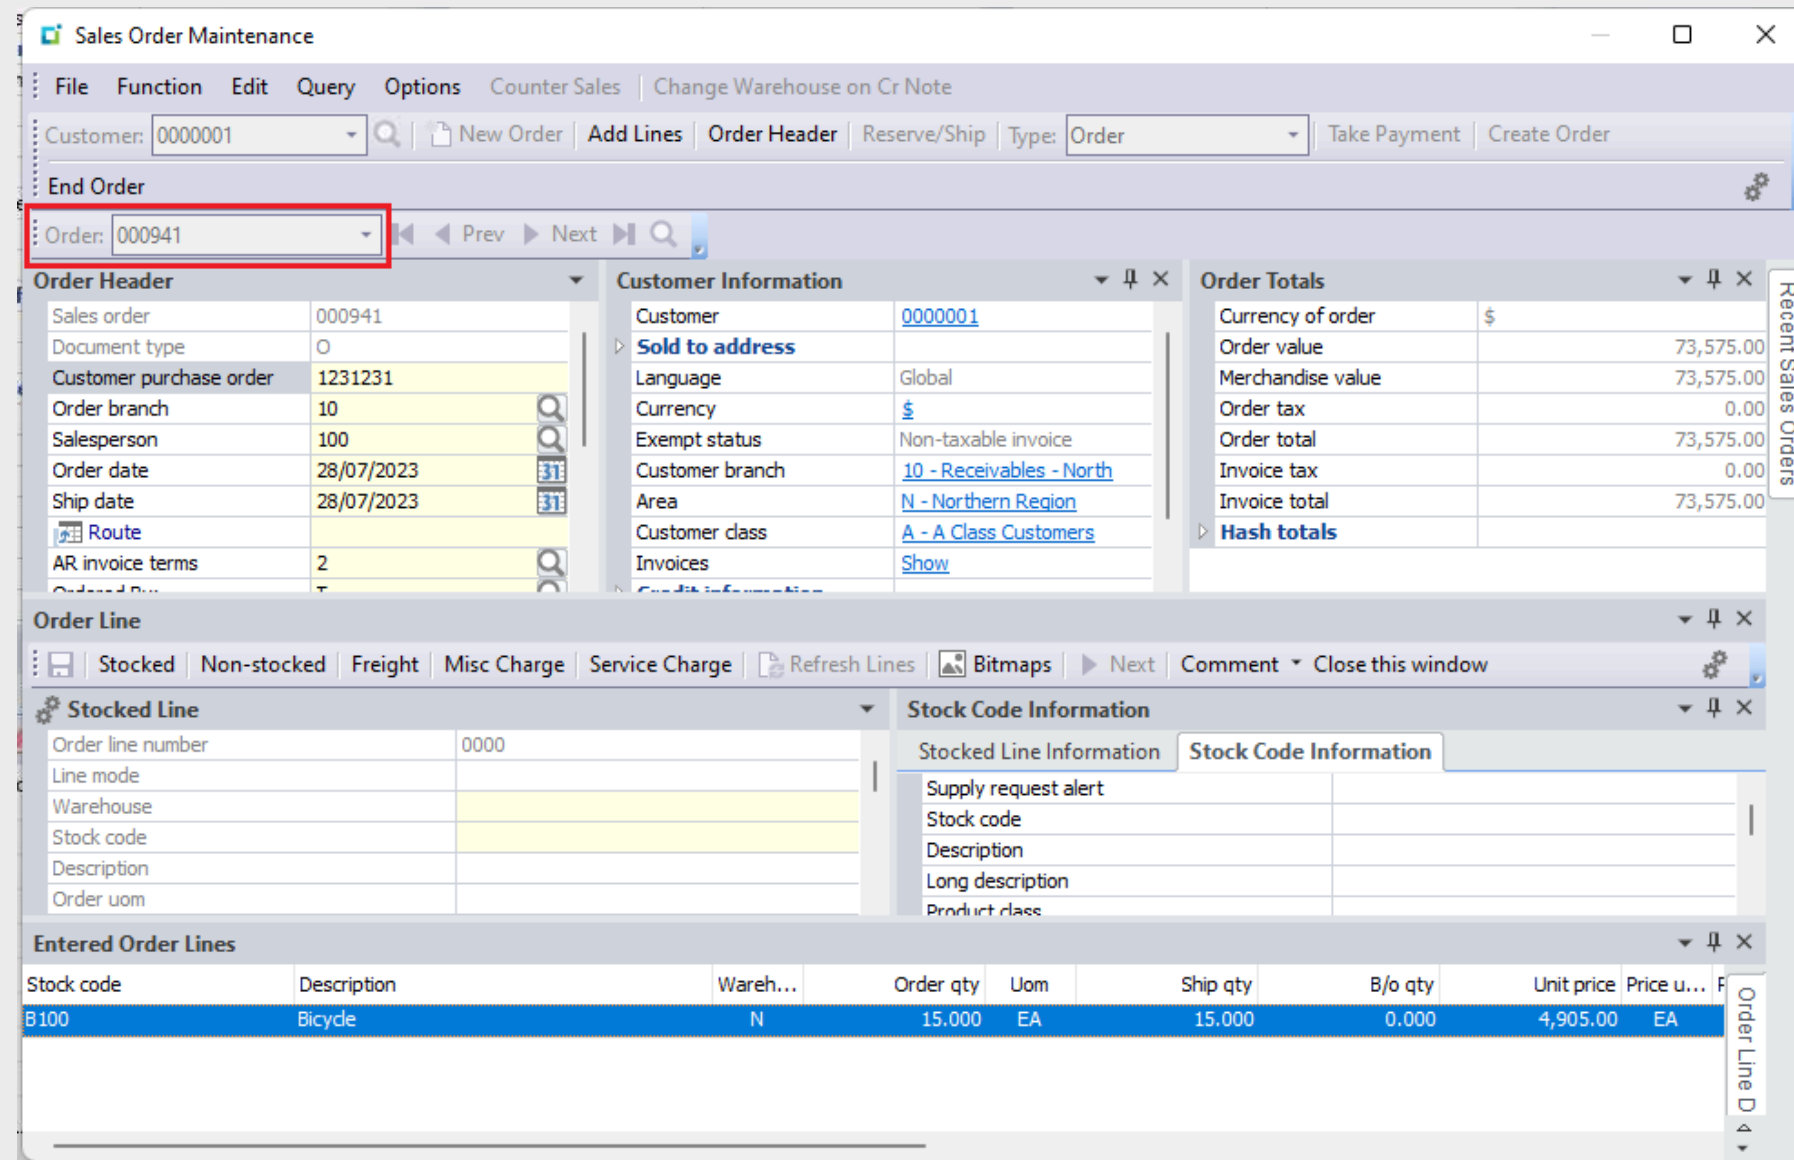 Sales Order Maintenance
File Function Edit Query Options Counter Sales Change Warehouse on Cr Note
Customer: 0000001 New Order Add Lines Order Header Reserve/Ship Type: Order Take Payment Create Order
End Order
Order: 000941 Prev Next
Order Header
Sales order 000941
Document type O
Customer purchase order 1231231
Order branch 10
Salesperson 100
Order date 28/07/2023 31
Ship date 28/07/2023 31
Route
AR invoice terms 2
Customer Information
Customer 0000001
Sold to address
Language Global
Currency $
Exempt status Non-taxable invoice
Customer branch 10 - Receivables - North
Area N - Northern Region
Customer class A - A Class Customers
Invoices Show
Credit information
Order Totals
Currency of order $
Order value 73,575.00
Merchandise value 73,575.00
Order tax 0.00
Order total 73,575.00
Invoice tax 0.00
Invoice total 73,575.00
Hash totals
Recent Sales Orders
Order Line
Stocked Non-stocked Freight Misc Charge Service Charge Refresh Lines Bitmaps Next Comment Close this window
Stocked Line
Order line number 0000
Line mode
Warehouse
Stock code
Description
Order uom
Stock Code Information
Stocked Line Information Stock Code Information
Supply request alert
Stock code
Description
Long description
Product class
Entered Order Lines
Stock code Description Wareh... Order qty Uom Ship qty B/o qty Unit price Price u...
B100 Bicycle N 15.000 EA 15.000 0.000 4,905.00 EA
Order Line D